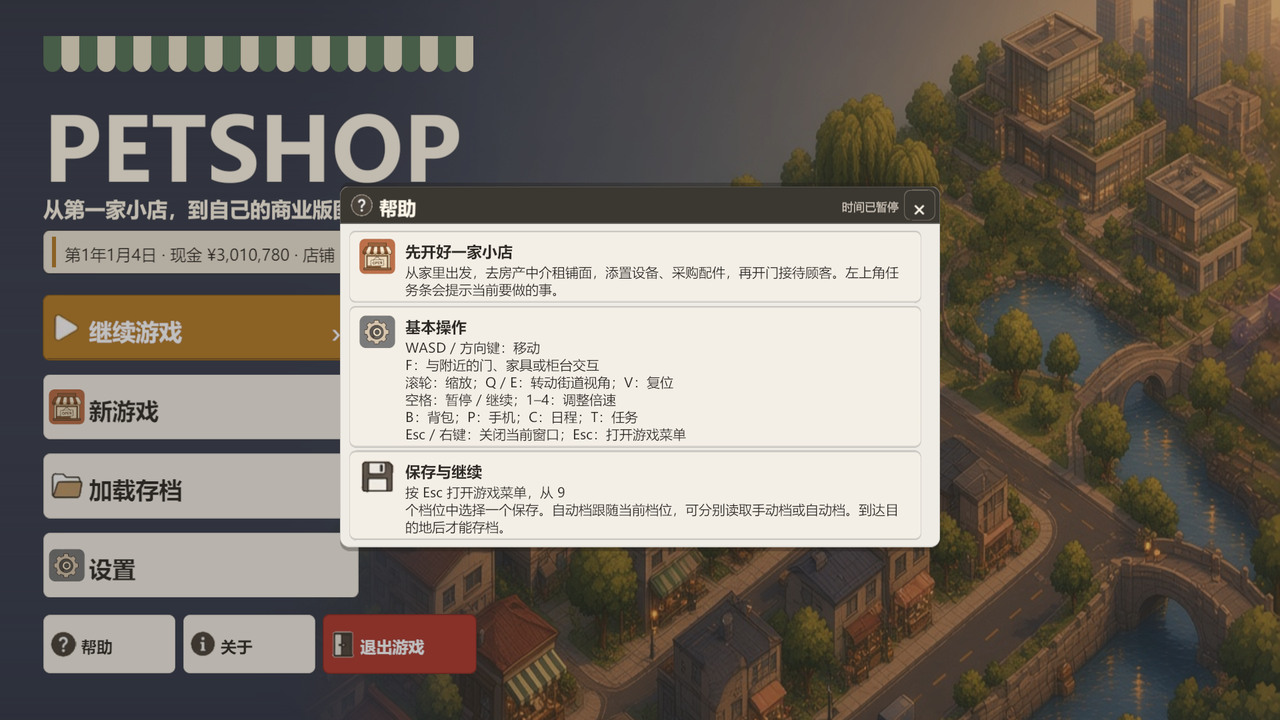 PETSHOP
从第一家小店，到自己的商业版
第1年1月4日 · 现金 ¥3,010,780 · 店铺
继续游戏
新游戏
加载存档
设置
帮助
关于
退出游戏
帮助
时间已暂停
先开好一家小店
从家里出发，去房产中介租铺面，添置设备、采购配件，再开门接待顾客。左上角任
务条会提示当前要做的事。
基本操作
WASD / 方向键：移动
F：与附近的门、家具或柜台交互
滚轮：缩放；Q / E：转动街道视角；V：复位
空格：暂停 / 继续；1–4：调整倍速
B：背包；P：手机；C：日程；T：任务
Esc / 右键：关闭当前窗口；Esc：打开游戏菜单
保存与继续
按 Esc 打开游戏菜单，从 9
个档位中选择一个保存。自动档跟随当前档位，可分别读取手动档或自动档。到达目
的地后才能存档。